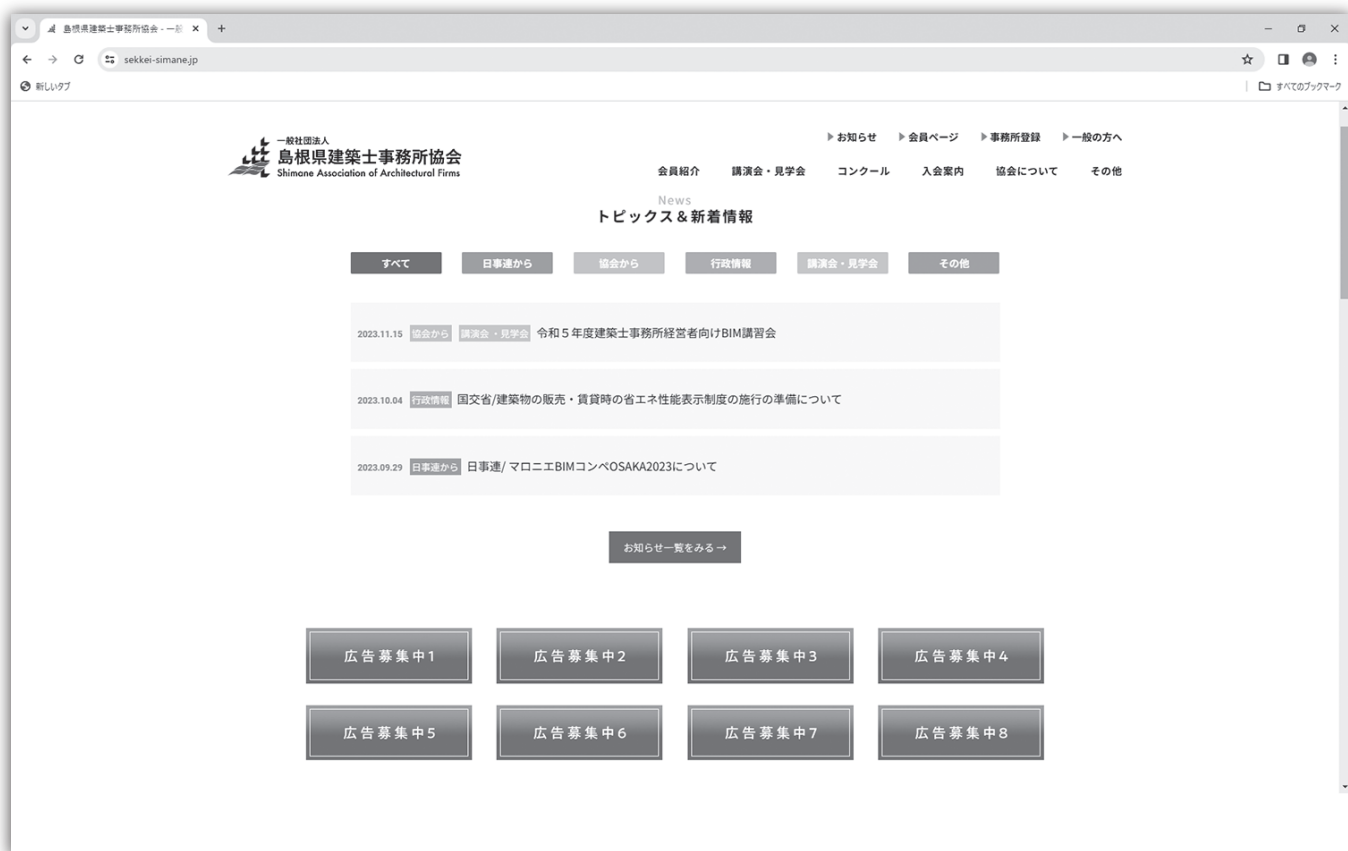 島根県建築士事務所協会 - 一般
sekkei-simane.jp
新しいタブ
すべてのブックマーク
一般社団法人
島根県建築士事務所協会
Shimane Association of Architectural Firms
お知らせ 会員ページ 事務所登録 一般の方へ
会員紹介 講演会・見学会 コンクール 入会案内 協会について その他
News
トピックス＆新着情報
すべて 日事連から 協会から 行政情報 講演会・見学会 その他
2023.11.15 協会から 講演会・見学会 令和５年度建築士事務所経営者向けBIM講習会
2023.10.04 行政情報 国交省/建築物の販売・賃貸時の省エネ性能表示制度の施行の準備について
2023.09.29 日事連から 日事連/ マロニエBIMコンペOSAKA2023について
お知らせ一覧をみる→
広告募集中1 広告募集中2 広告募集中3 広告募集中4
広告募集中5 広告募集中6 広告募集中7 広告募集中8